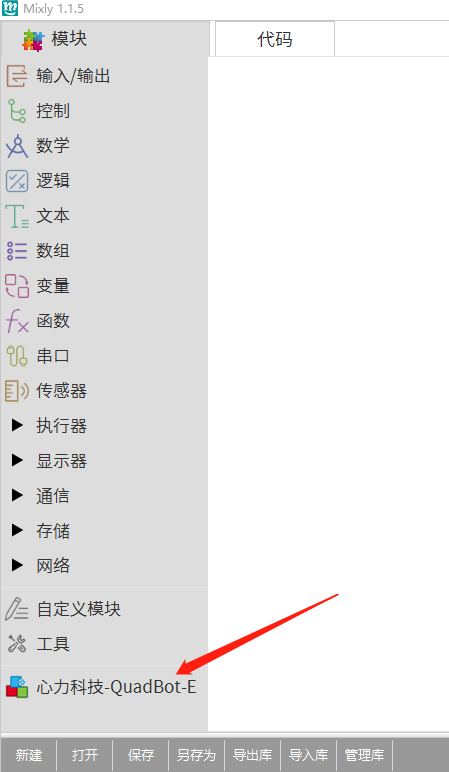 Mixly 1.1.5
模块
代码
输入/输出
控制
数学
逻辑
文本
数组
变量
函数
串口
传感器
执行器
显示器
通信
存储
网络
自定义模块
工具
心力科技-QuadBot-E
新建 打开 保存 另存为 导出库 导入库 管理库